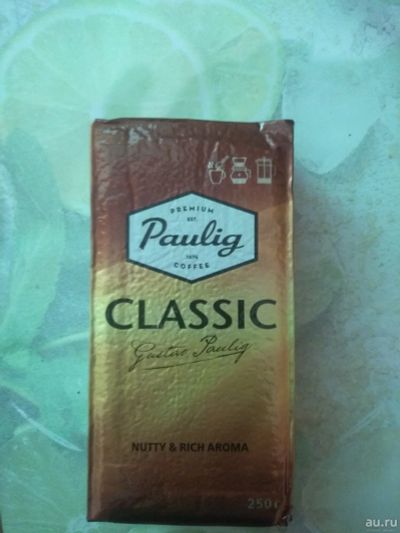 PREMIUM
EST.
Paulig
1876
COFFEE
CLASSIC
Gustav Paulig
NUTTY & RICH AROMA
250 г
au.ru